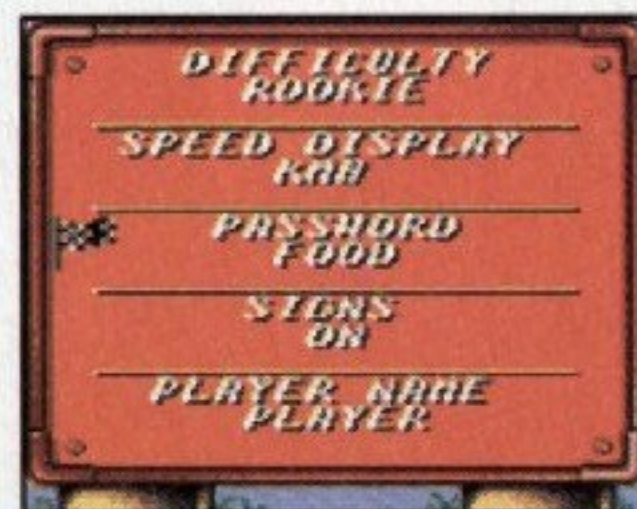 DIFFICULTY
ROOKIE
SPEED DISPLAY
KMH
PASSWORD
FOOD
SIGNS
ON
PLAYER NAME
PLAYER